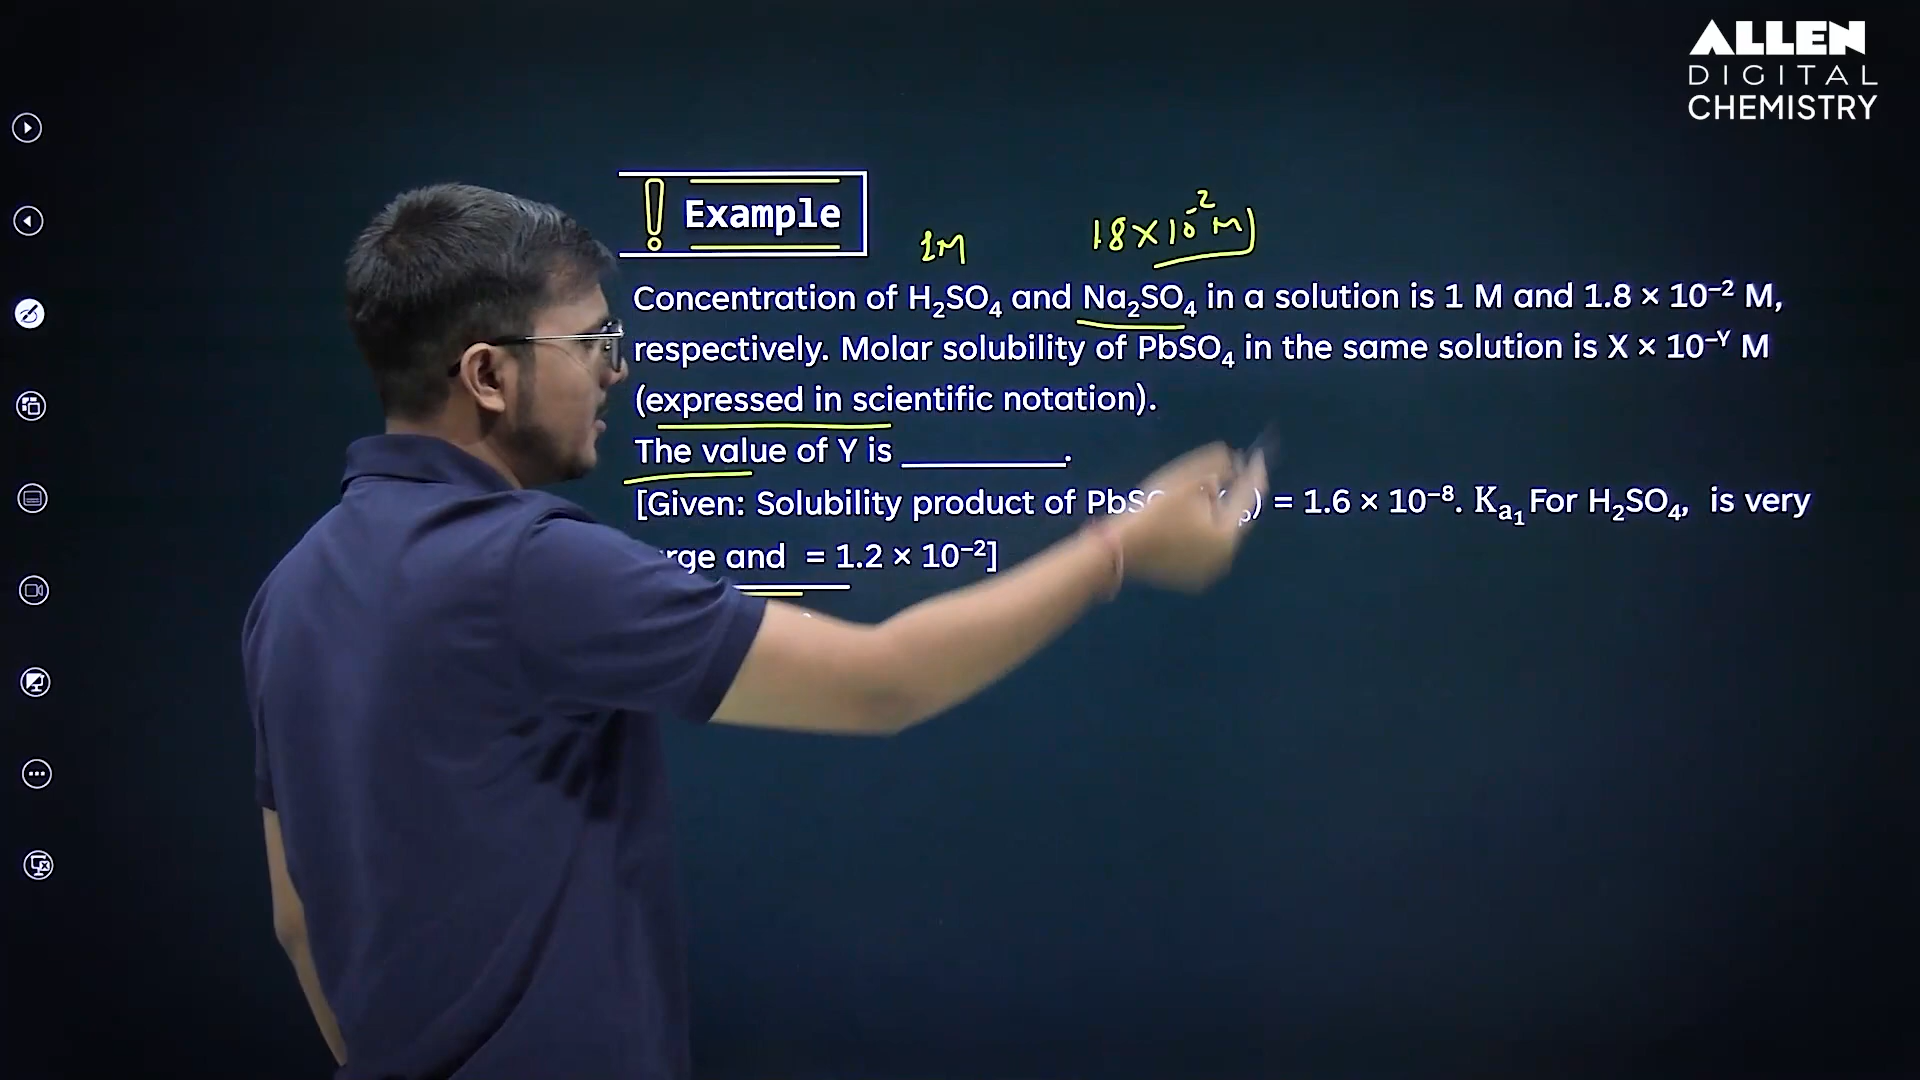 ALLEN
DIGITAL
CHEMISTRY
Example
1M
1.8 × 10⁻² M)
Concentration of H₂SO₄ and Na₂SO₄ in a solution is 1 M and 1.8 × 10⁻² M,
respectively. Molar solubility of PbSO₄ in the same solution is X × 10⁻ʸ M
(expressed in scientific notation).
The value of Y is ________.
[Given: Solubility product of = 1.6 × 10⁻⁸. Kₐ₁ For H₂SO₄, is very
and = 1.2 × 10⁻²]